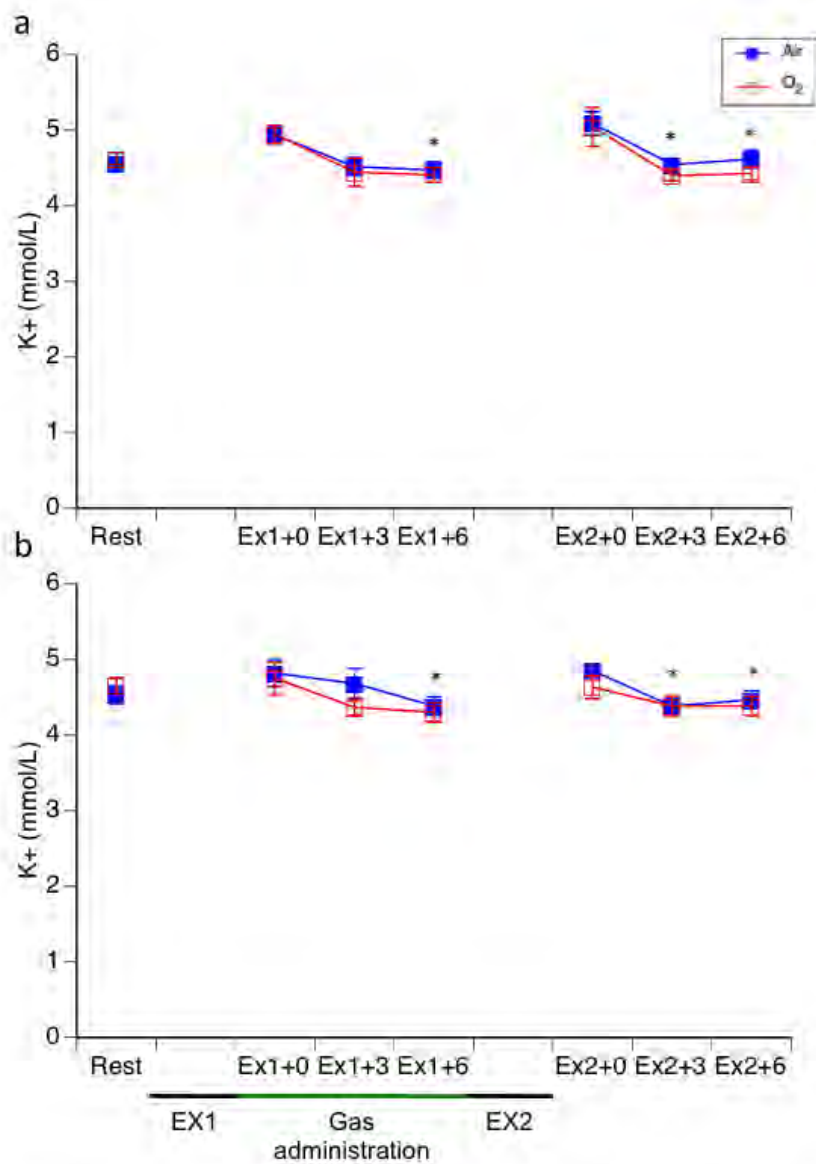 a
Air
O₂
6
5
4
3
2
1
0
K+ (mmol/L)
* * *
Rest Ex1+0 Ex1+3 Ex1+6 Ex2+0 Ex2+3 Ex2+6
b
6
5
4
3
2
1
0
K+ (mmol/L)
* * *
Rest Ex1+0 Ex1+3 Ex1+6 Ex2+0 Ex2+3 Ex2+6
EX1 Gas EX2
administration